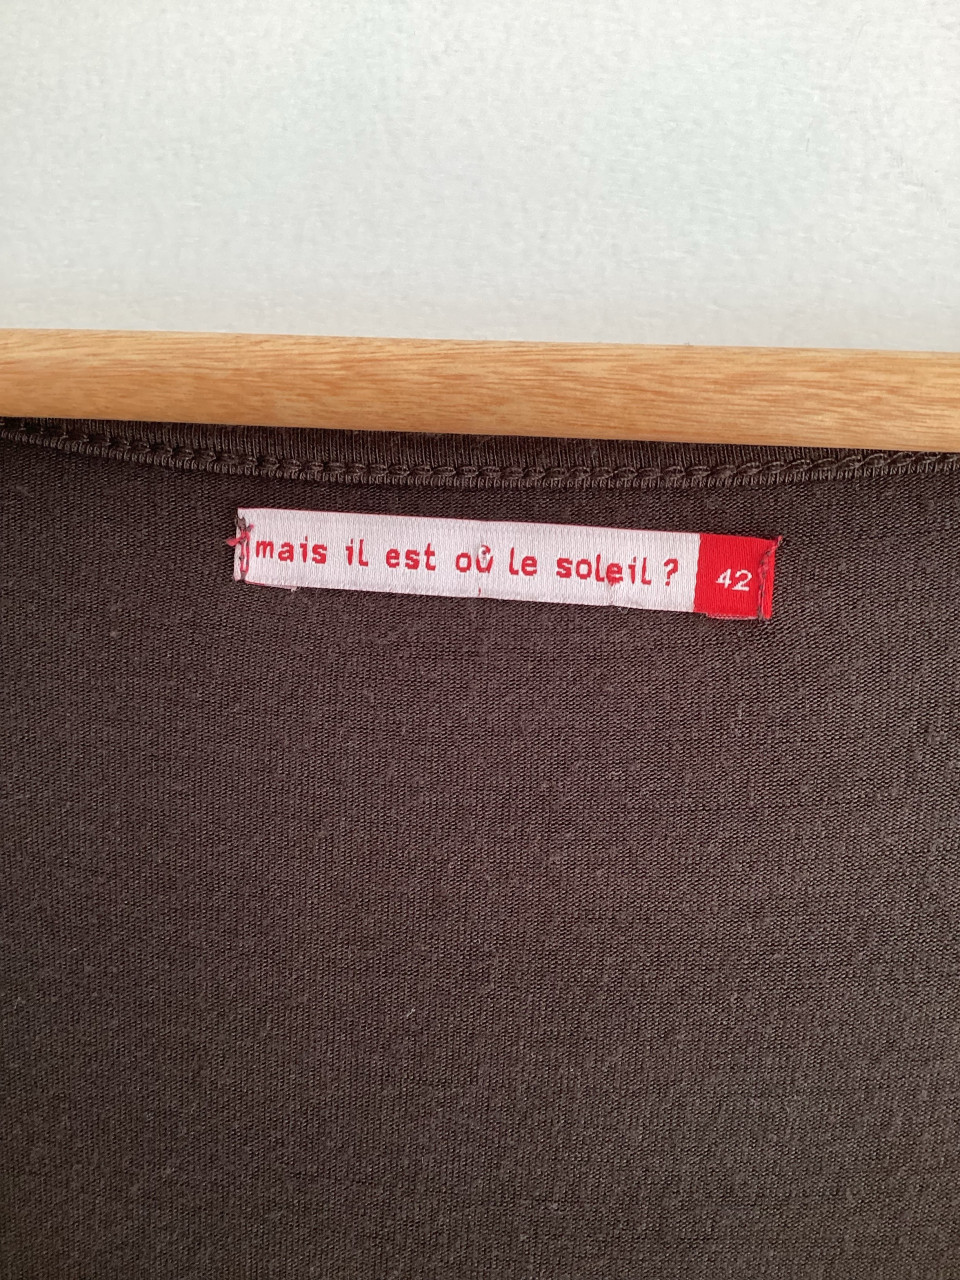 mais il est où le soleil ? 42